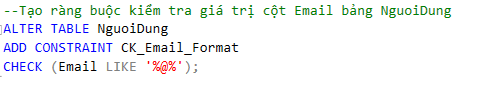 --Tạo ràng buộc kiểm tra giá trị cột Email bảng NguoiDung
ALTER TABLE NguoiDung
ADD CONSTRAINT CK_Email_Format
CHECK (Email LIKE '%@%');